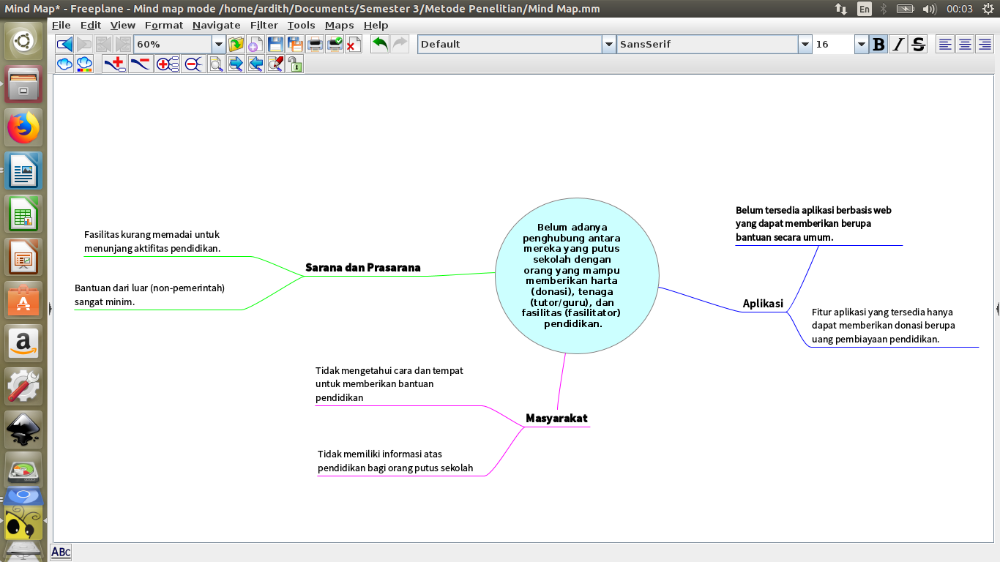 Mind Map* - Freeplane - Mind map mode /home/ardith/Documents/Semester 3/Metode Penelitian/Mind Map.mm
En
00:03
File Edit View Format Navigate Filter Tools Maps Help
60%
Default
SansSerif
16
B I S
Belum adanya
penghubung antara
mereka yang putus
sekolah dengan
orang yang mampu
memberikan harta
(donasi), tenaga
(tutor/guru), dan
fasilitas (fasilitator)
pendidikan.
Sarana dan Prasarana
Fasilitas kurang memadai untuk
menunjang aktifitas pendidikan.
Bantuan dari luar (non-pemerintah)
sangat minim.
Aplikasi
Belum tersedia aplikasi berbasis web
yang dapat memberikan berupa
bantuan secara umum.
Fitur aplikasi yang tersedia hanya
dapat memberikan donasi berupa
uang pembiayaan pendidikan.
Masyarakat
Tidak mengetahui cara dan tempat
untuk memberikan bantuan
pendidikan
Tidak memiliki informasi atas
pendidikan bagi orang putus sekolah
ABc